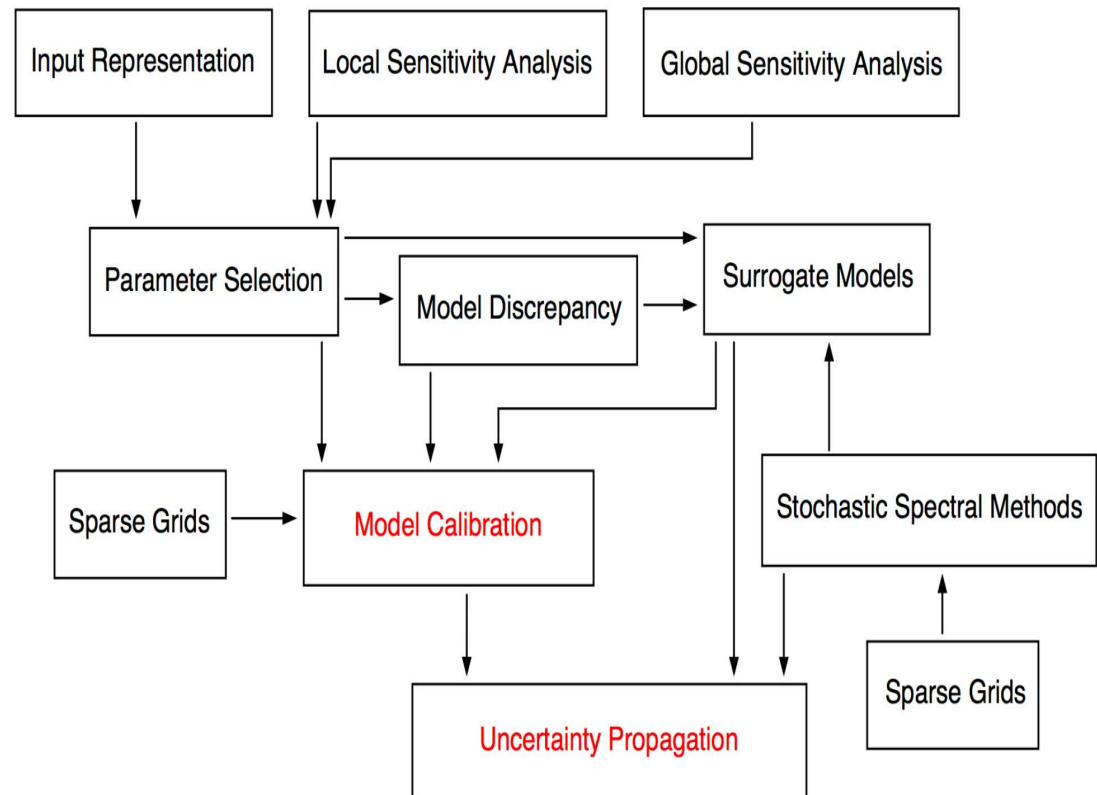 Input Representation
Local Sensitivity Analysis
Global Sensitivity Analysis
Parameter Selection
Model Discrepancy
Surrogate Models
Sparse Grids
Model Calibration
Stochastic Spectral Methods
Sparse Grids
Uncertainty Propagation